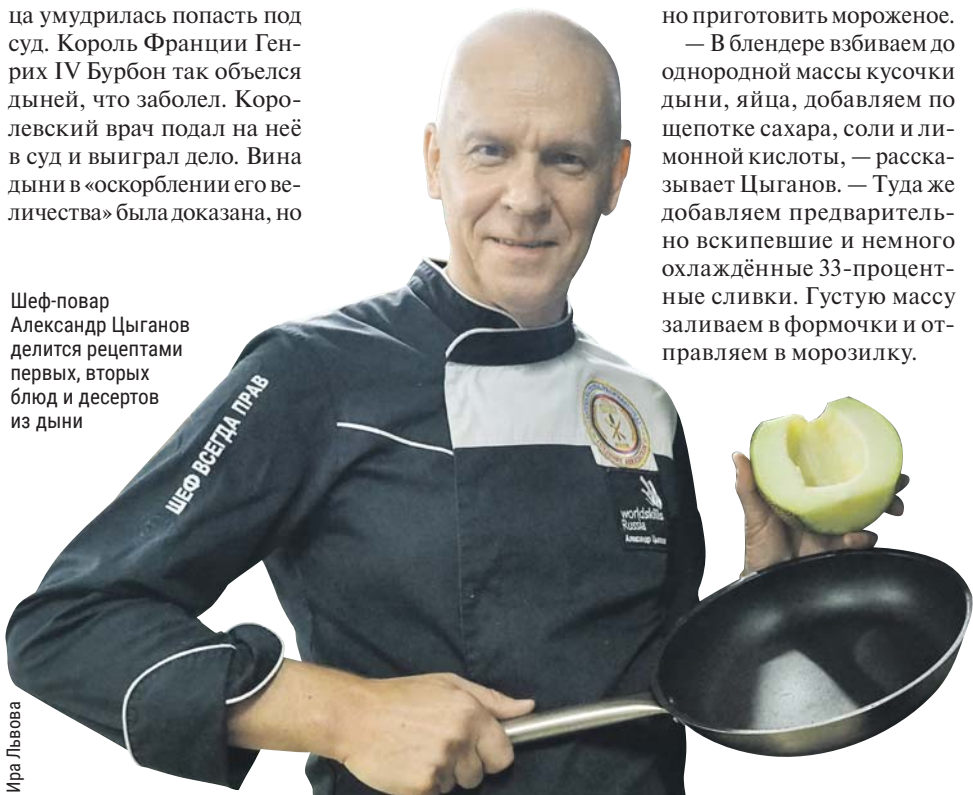 ца умудрилась попасть под
суд. Король Франции Ген-
рих IV Бурбон так объелся
дыней, что заболел. Коро-
левский врач подал на неё
в суд и выиграл дело. Вина
дыни в «оскорблении его ве-
личества» была доказана, но
Шеф-повар
Александр Цыганов
делится рецептами
первых, вторых
блюд и десертов
из дыни
но приготовить мороженое.
— В блендере взбиваем до
однородной массы кусочки
дыни, яйца, добавляем по
щепотке сахара, соли и ли-
монной кислоты, — расска-
зывает Цыганов. — Туда же
добавляем предваритель-
но вскипевшие и немного
охлаждённые 33-процент-
ные сливки. Густую массу
заливаем в формочки и от-
правляем в морозилку.
ШЕФ ВСЕГДА ПРАВ
worldskills
Russia
Александр Цыганов
Ира Львова